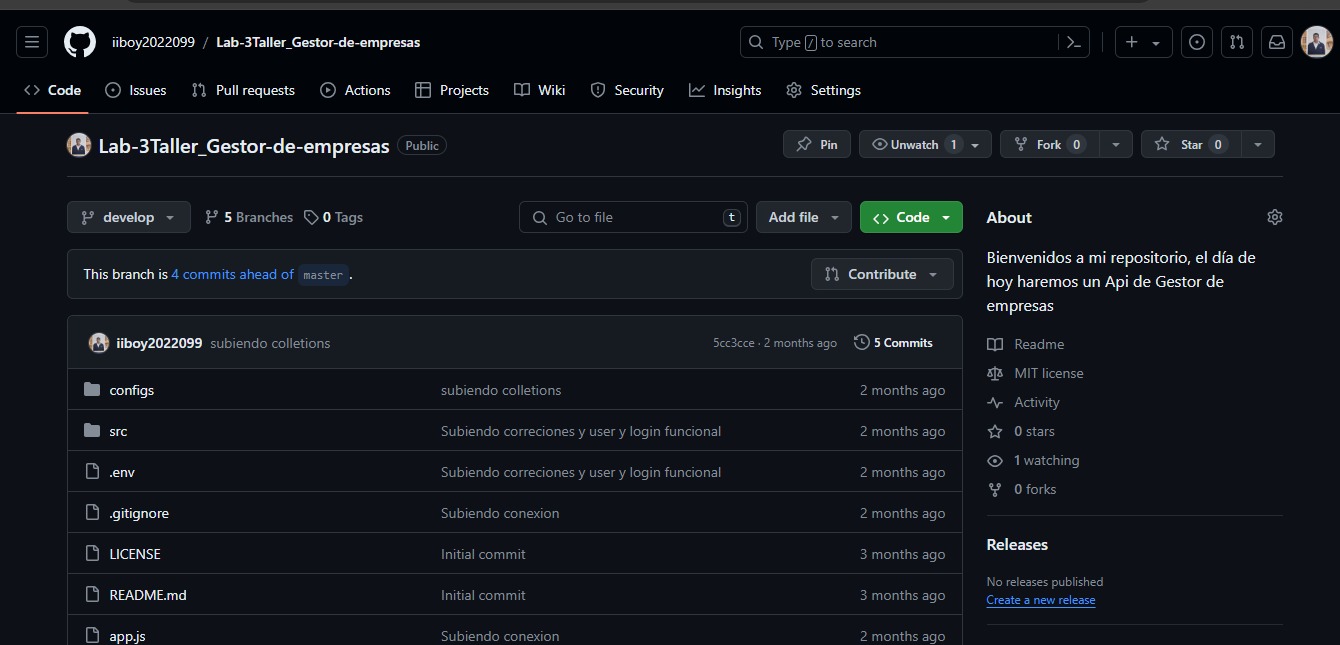 iiboy2022099 / Lab-3Taller_Gestor-de-empresas
Type / to search
Code Issues Pull requests Actions Projects Wiki Security Insights Settings
Lab-3Taller_Gestor-de-empresas Public
Pin Unwatch 1 Fork 0 Star 0
develop 5 Branches 0 Tags
Go to file t Add file Code
This branch is 4 commits ahead of master .
Contribute
iiboy2022099 subiendo colletions 5cc3cce · 2 months ago 5 Commits
configs subiendo colletions 2 months ago
src Subiendo correciones y user y login funcional 2 months ago
.env Subiendo correciones y user y login funcional 2 months ago
.gitignore Subiendo conexion 2 months ago
LICENSE Initial commit 3 months ago
README.md Initial commit 3 months ago
app.js Subiendo conexion 2 months ago
About
Bienvenidos a mi repositorio, el día de
hoy haremos un Api de Gestor de
empresas
Readme
MIT license
Activity
0 stars
1 watching
0 forks
Releases
No releases published
Create a new release